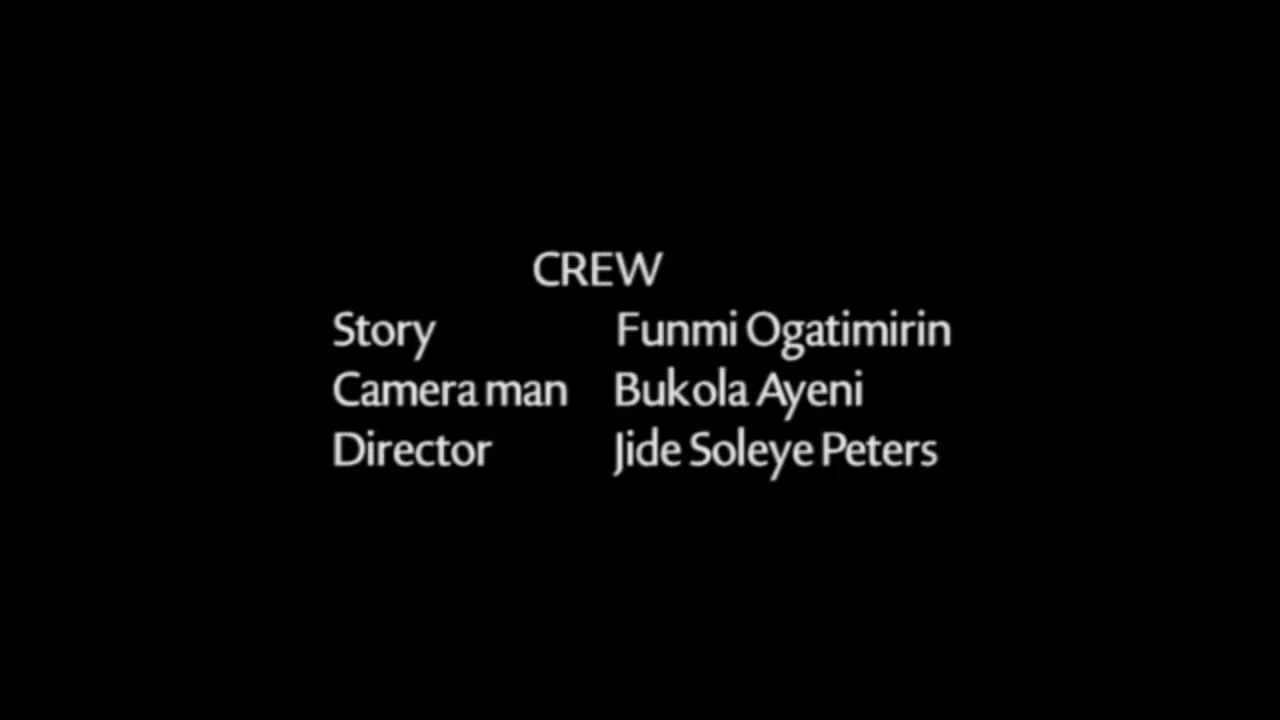 CREW
Story Funmi Ogatimirin
Camera man Bukola Ayeni
Director Jide Soleye Peters